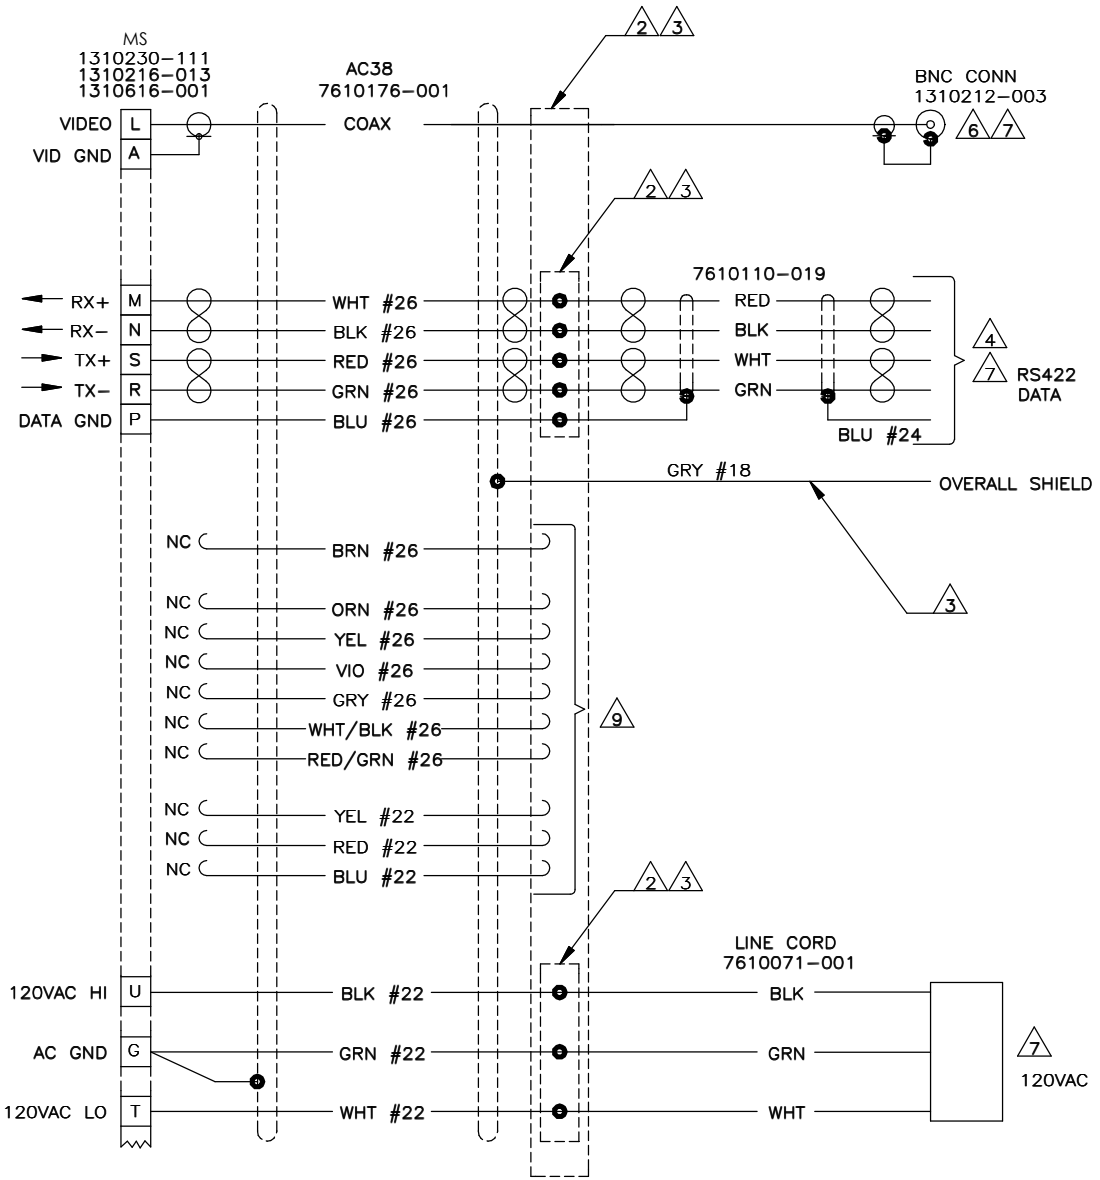 2 3
MS
1310230-111
1310216-013
1310616-001
AC38
7610176-001
BNC CONN
1310212-003
VIDEO L COAX 6 7
VID GND A
2 3
7610110-019
RX+ M WHT #26 RED
RX- N BLK #26 BLK
TX+ S RED #26 WHT 4
TX- R GRN #26 GRN 7 RS422
DATA
DATA GND P BLU #26 BLU #24
GRY #18 OVERALL SHIELD
NC BRN #26
3
NC ORN #26
NC YEL #26
NC VIO #26
NC GRY #26
9
NC WHT/BLK #26
NC RED/GRN #26
NC YEL #22
NC RED #22
NC BLU #22
2 3
LINE CORD
7610071-001
120VAC HI U BLK #22 BLK
AC GND G GRN #22 GRN 7
120VAC
120VAC LO T WHT #22 WHT